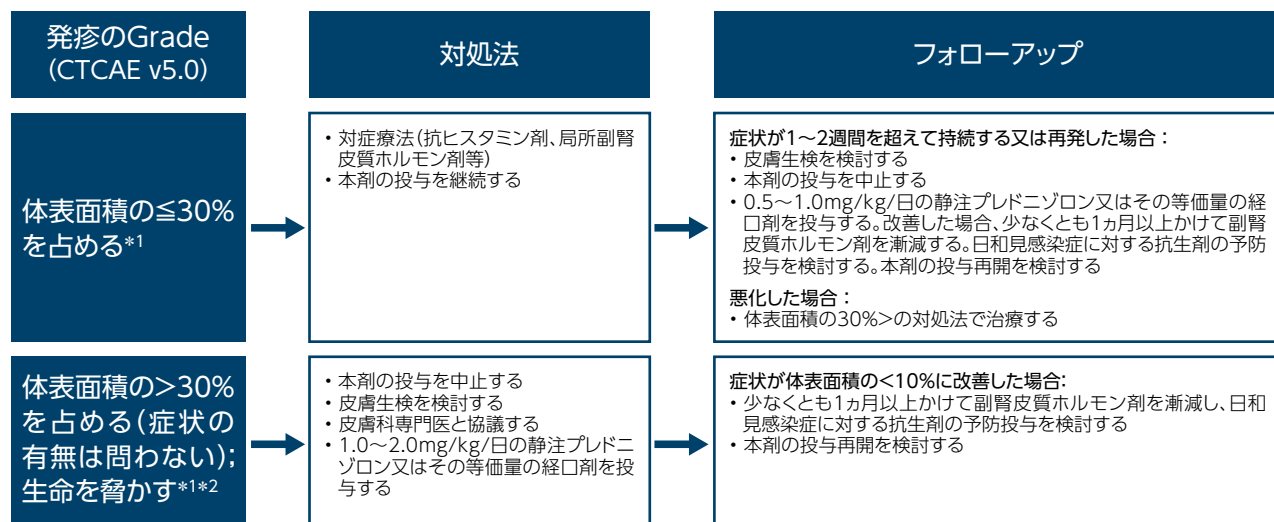 発疹のGrade
(CTCAE v5.0)
対処法
フォローアップ
体表面積の≦30%
を占める*1
・対症療法(抗ヒスタミン剤、局所副腎
皮質ホルモン剤等)
・本剤の投与を継続する
症状が1〜2週間を超えて持続する又は再発した場合：
・皮膚生検を検討する
・本剤の投与を中止する
・0.5〜1.0mg/kg/日の静注プレドニゾロン又はその等価量の経
口剤を投与する。改善した場合、少なくとも1ヵ月以上かけて副腎
皮質ホルモン剤を漸減する。日和見感染症に対する抗生剤の予防
投与を検討する。本剤の投与再開を検討する
悪化した場合：
・体表面積の30%>の対処法で治療する
体表面積の>30%
を占める(症状の
有無は問わない);
生命を脅かす*1*2
・本剤の投与を中止する
・皮膚生検を検討する
・皮膚科専門医と協議する
・1.0〜2.0mg/kg/日の静注プレドニ
ゾロン又はその等価量の経口剤を投
与する
症状が体表面積の<10%に改善した場合:
・少なくとも1ヵ月以上かけて副腎皮質ホルモン剤を漸減し、日和
見感染症に対する抗生剤の予防投与を検討する
・本剤の投与再開を検討する